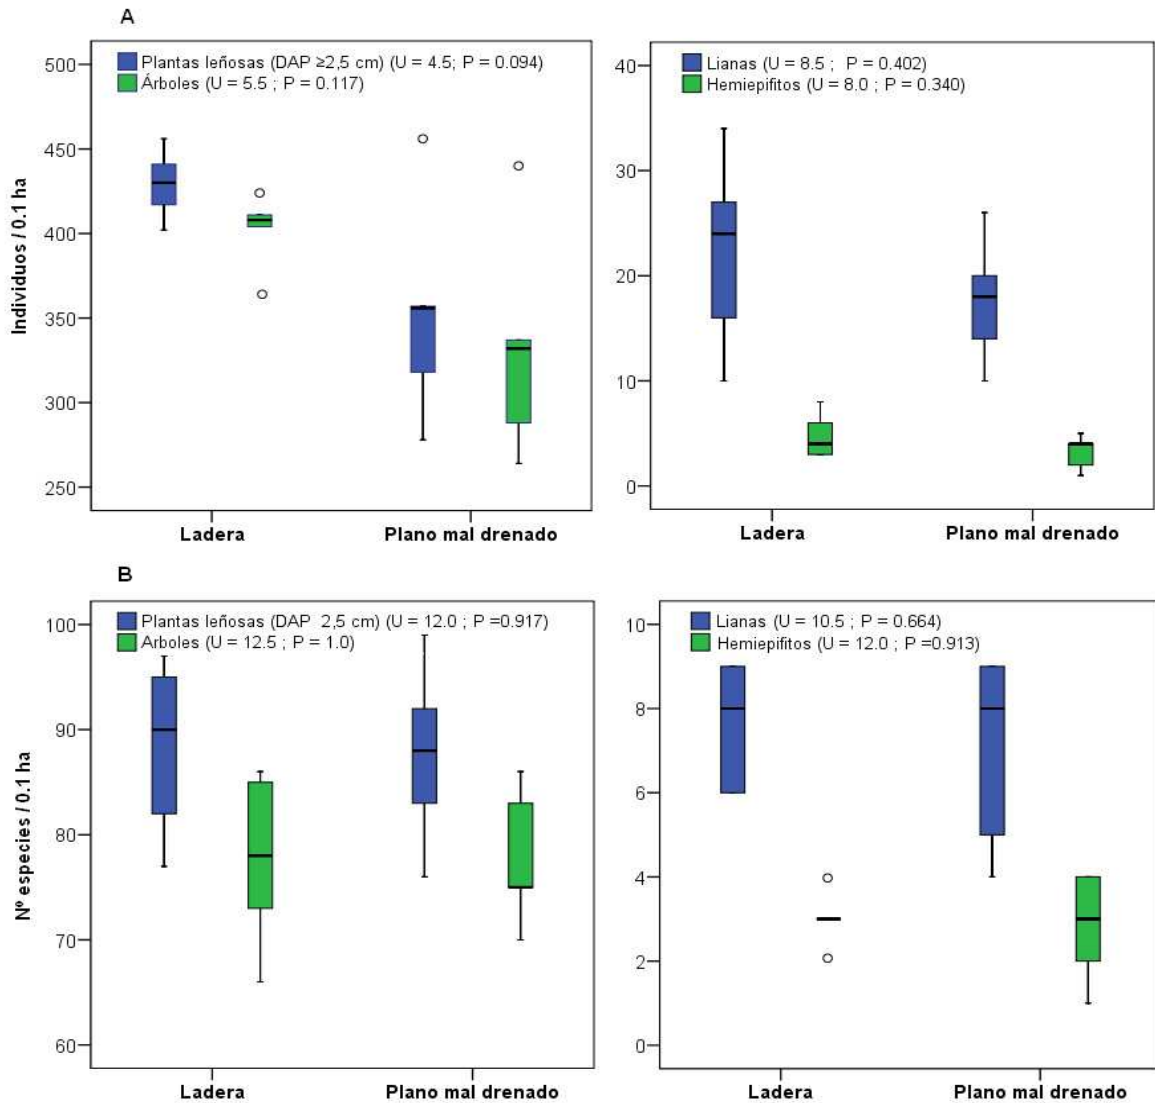 A
Plantas leñosas (DAP ≥2,5 cm) (U = 4.5; P = 0.094)
Árboles (U = 5.5 ; P = 0.117)
500
450
400
350
300
250
Individuos / 0.1 ha
Ladera
Plano mal drenado
Lianas (U = 8.5 ; P = 0.402)
Hemiepifitos (U = 8.0 ; P = 0.340)
40
30
20
10
0
Ladera
Plano mal drenado
B
Plantas leñosas (DAP 2,5 cm) (U = 12.0 ; P =0.917)
Arboles (U = 12.5 ; P = 1.0)
100
90
80
70
60
Nº especies / 0.1 ha
Ladera
Plano mal drenado
Lianas (U = 10.5 ; P = 0.664)
Hemiepifitos (U = 12.0 ; P =0.913)
10
8
6
4
2
0
Ladera
Plano mal drenado